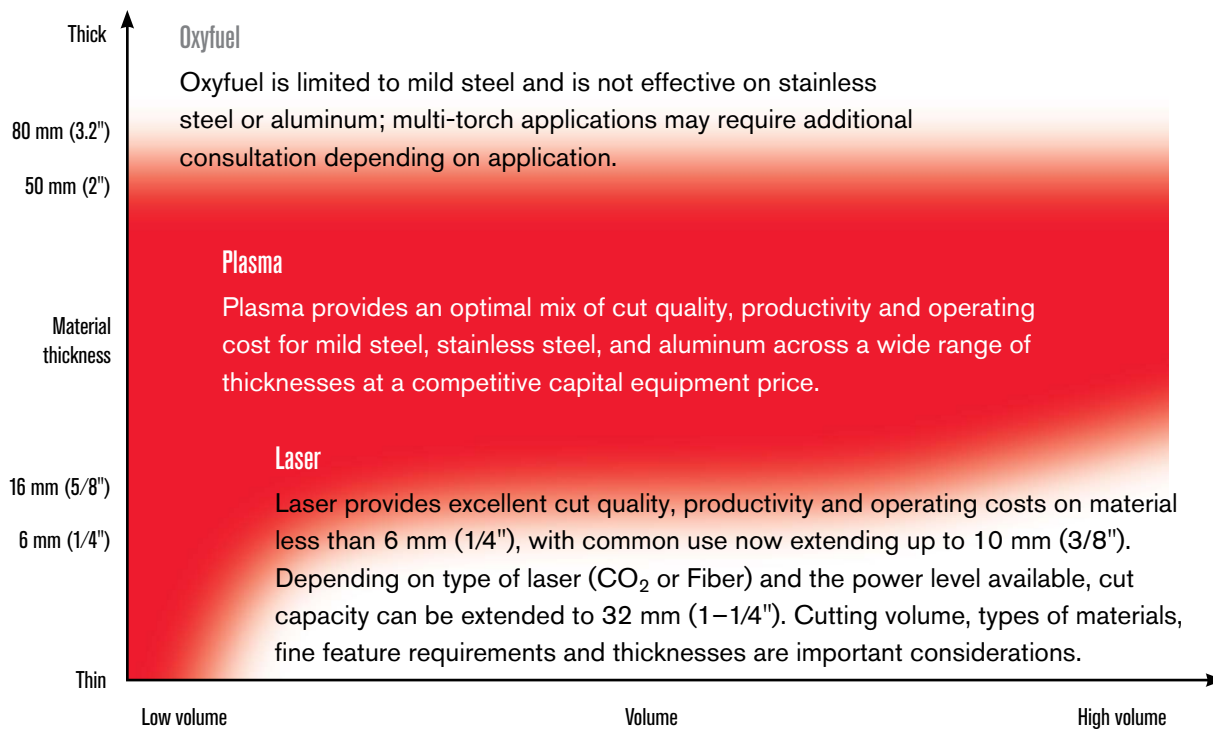 Thick
Oxyfuel
Oxyfuel is limited to mild steel and is not effective on stainless
steel or aluminum; multi-torch applications may require additional
consultation depending on application.
80 mm (3.2")
50 mm (2")
Plasma
Plasma provides an optimal mix of cut quality, productivity and operating
cost for mild steel, stainless steel, and aluminum across a wide range of
thicknesses at a competitive capital equipment price.
Material
thickness
Laser
Laser provides excellent cut quality, productivity and operating costs on material
less than 6 mm (1/4"), with common use now extending up to 10 mm (3/8").
Depending on type of laser (CO₂ or Fiber) and the power level available, cut
capacity can be extended to 32 mm (1–1/4"). Cutting volume, types of materials,
fine feature requirements and thicknesses are important considerations.
16 mm (5/8")
6 mm (1/4")
Thin
Low volume
Volume
High volume